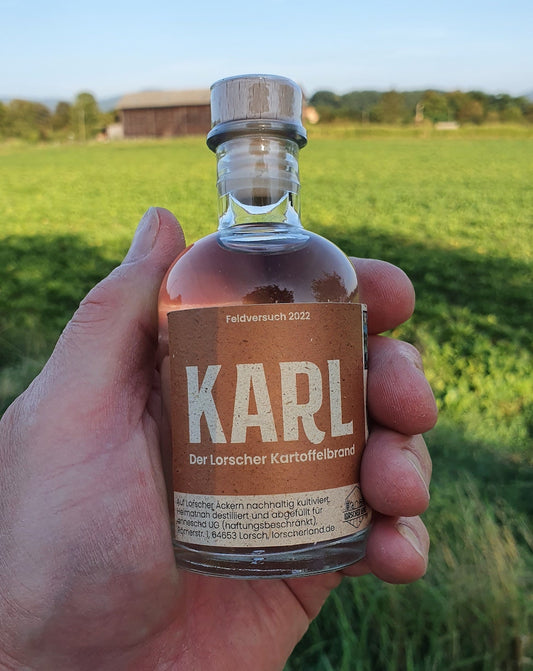 Feldversuch 2022
KARL
Der Lorscher Kartoffelbrand
Auf Lorscher Äckern nachhaltig kultiviert.
Heimatnah destilliert und abgefüllt für
UG (haftungsbeschränkt),
1, 64653 Lorsch, lorscherland.de